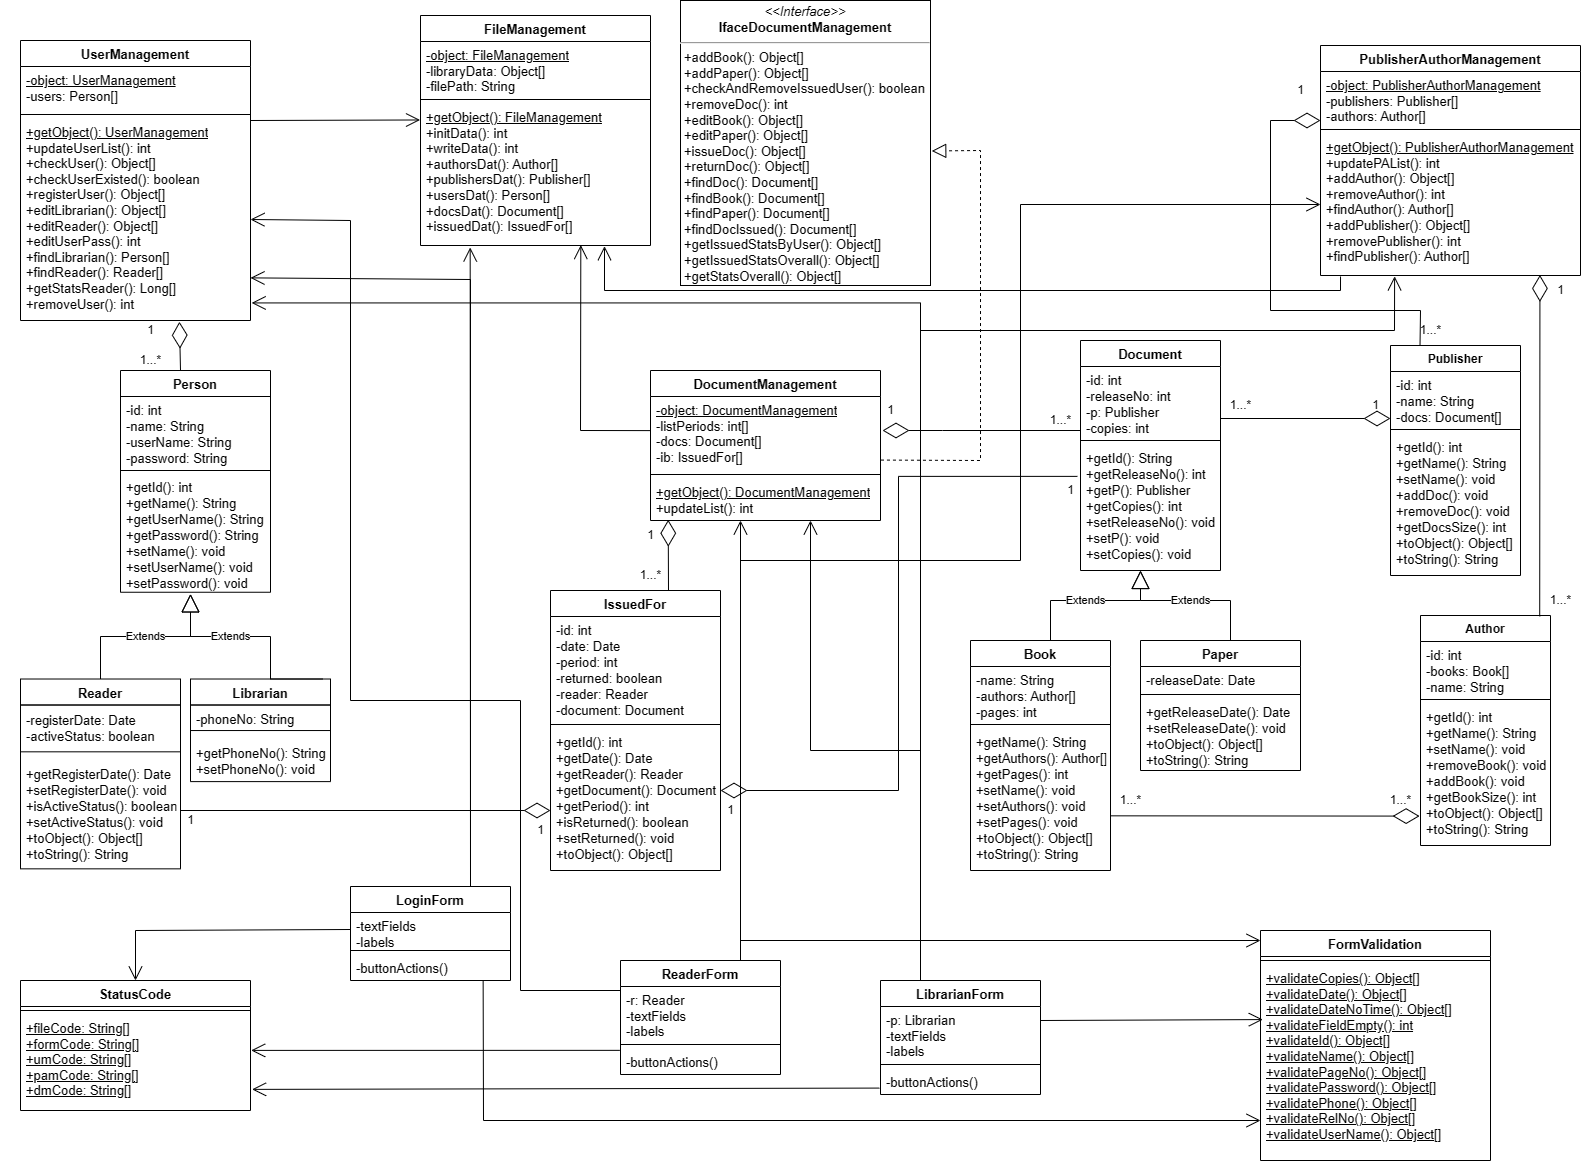 UserManagement
-object: UserManagement
-users: Person[]
+getObject(): UserManagement
+updateUserList(): int
+checkUser(): Object[]
+checkUserExisted(): boolean
+registerUser(): Object[]
+editLibrarian(): Object[]
+editReader(): Object[]
+editUserPass(): int
+findLibrarian(): Person[]
+findReader(): Reader[]
+getStatsReader(): Long[]
+removeUser(): int
FileManagement
-object: FileManagement
-libraryData: Object[]
-filePath: String
+getObject(): FileManagement
+initData(): int
+writeData(): int
+authorsDat(): Author[]
+publishersDat(): Publisher[]
+usersDat(): Person[]
+docsDat(): Document[]
+issuedDat(): IssuedFor[]
<<Interface>>
IfaceDocumentManagement
+addBook(): Object[]
+addPaper(): Object[]
+checkAndRemoveIssuedUser(): boolean
+removeDoc(): int
+editBook(): Object[]
+editPaper(): Object[]
+issueDoc(): Object[]
+returnDoc(): Object[]
+findDoc(): Document[]
+findBook(): Document[]
+findPaper(): Document[]
+findDocIssued(): Document[]
+getIssuedStatsByUser(): Object[]
+getIssuedStatsOverall(): Object[]
+getStatsOverall(): Object[]
PublisherAuthorManagement
-object: PublisherAuthorManagement
-publishers: Publisher[]
-authors: Author[]
+getObject(): PublisherAuthorManagement
+updatePAList(): int
+addAuthor(): Object[]
+removeAuthor(): int
+findAuthor(): Author[]
+addPublisher(): Object[]
+removePublisher(): int
+findPublisher(): Author[]
1
1
1...*
1
1...*
Person
-id: int
-name: String
-userName: String
-password: String
+getId(): int
+getName(): String
+getUserName(): String
+getPassword(): String
+setName(): void
+setUserName(): void
+setPassword(): void
DocumentManagement
-object: DocumentManagement
-listPeriods: int[]
-docs: Document[]
-ib: IssuedFor[]
+getObject(): DocumentManagement
+updateList(): int
1
1...*
Document
-id: int
-releaseNo: int
-p: Publisher
-copies: int
+getId(): String
+getReleaseNo(): int
+getP(): Publisher
+getCopies(): int
+setReleaseNo(): void
+setP(): void
+setCopies(): void
1
1...*
1
Publisher
-id: int
-name: String
-docs: Document[]
+getId(): int
+getName(): String
+setName(): void
+addDoc(): void
+removeDoc(): void
+getDocsSize(): int
+toObject(): Object[]
+toString(): String
1
1...*
Extends
Extends
Extends
Extends
1...*
IssuedFor
-id: int
-date: Date
-period: int
-returned: boolean
-reader: Reader
-document: Document
+getId(): int
+getDate(): Date
+getReader(): Reader
+getDocument(): Document
+getPeriod(): int
+isReturned(): boolean
+setReturned(): void
+toObject(): Object[]
Reader
-registerDate: Date
-activeStatus: boolean
+getRegisterDate(): Date
+setRegisterDate(): void
+isActiveStatus(): boolean
+setActiveStatus(): void
+toObject(): Object[]
+toString(): String
Librarian
-phoneNo: String
+getPhoneNo(): String
+setPhoneNo(): void
Book
-name: String
-authors: Author[]
-pages: int
+getName(): String
+getAuthors(): Author[]
+getPages(): int
+setName(): void
+setAuthors(): void
+setPages(): void
+toObject(): Object[]
+toString(): String
Paper
-releaseDate: Date
+getReleaseDate(): Date
+setReleaseDate(): void
+toObject(): Object[]
+toString(): String
Author
-id: int
-books: Book[]
-name: String
+getId(): int
+getName(): String
+setName(): void
+removeBook(): void
+addBook(): void
+getBookSize(): int
+toObject(): Object[]
+toString(): String
1
1
1
1...*
1...*
LoginForm
-textFields
-labels
-buttonActions()
ReaderForm
-r: Reader
-textFields
-labels
-buttonActions()
LibrarianForm
-p: Librarian
-textFields
-labels
-buttonActions()
StatusCode
+fileCode: String[]
+formCode: String[]
+umCode: String[]
+pamCode: String[]
+dmCode: String[]
FormValidation
+validateCopies(): Object[]
+validateDate(): Object[]
+validateDateNoTime(): Object[]
+validateFieldEmpty(): int
+validateId(): Object[]
+validateName(): Object[]
+validatePageNo(): Object[]
+validatePassword(): Object[]
+validatePhone(): Object[]
+validateRelNo(): Object[]
+validateUserName(): Object[]